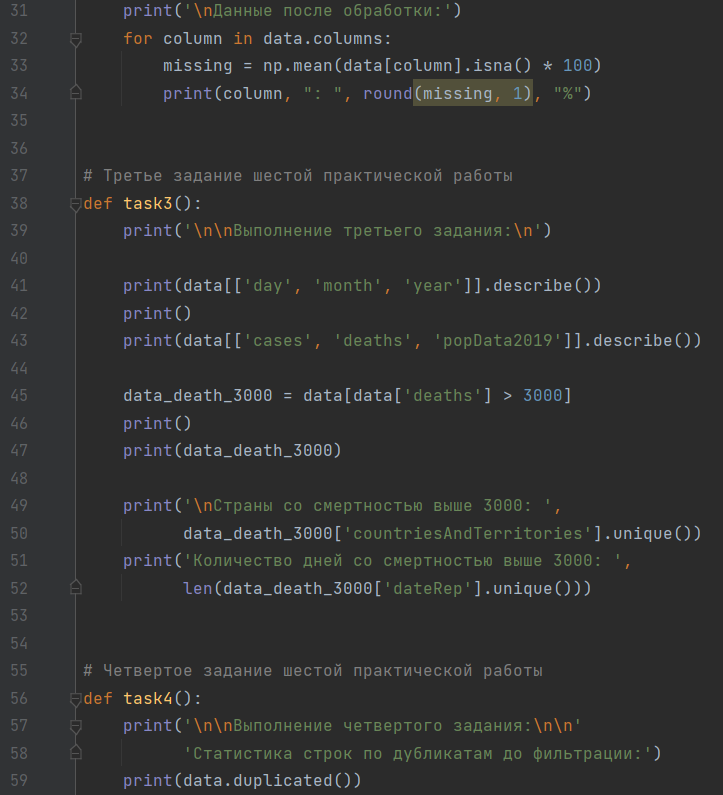 31 print('\nДанные после обработки:')
32 for column in data.columns:
33 missing = np.mean(data[column].isna() * 100)
34 print(column, ": ", round(missing, 1), "%")
35
36
37 # Третье задание шестой практической работы
38 def task3():
39 print('\n\nВыполнение третьего задания:\n')
40
41 print(data[['day', 'month', 'year']].describe())
42 print()
43 print(data[['cases', 'deaths', 'popData2019']].describe())
44
45 data_death_3000 = data[data['deaths'] > 3000]
46 print()
47 print(data_death_3000)
48
49 print('\nСтраны со смертностью выше 3000: ',
50 data_death_3000['countriesAndTerritories'].unique())
51 print('Количество дней со смертностью выше 3000: ',
52 len(data_death_3000['dateRep'].unique()))
53
54
55 # Четвертое задание шестой практической работы
56 def task4():
57 print('\n\nВыполнение четвертого задания:\n\n'
58 'Статистика строк по дубликатам до фильтрации:')
59 print(data.duplicated())